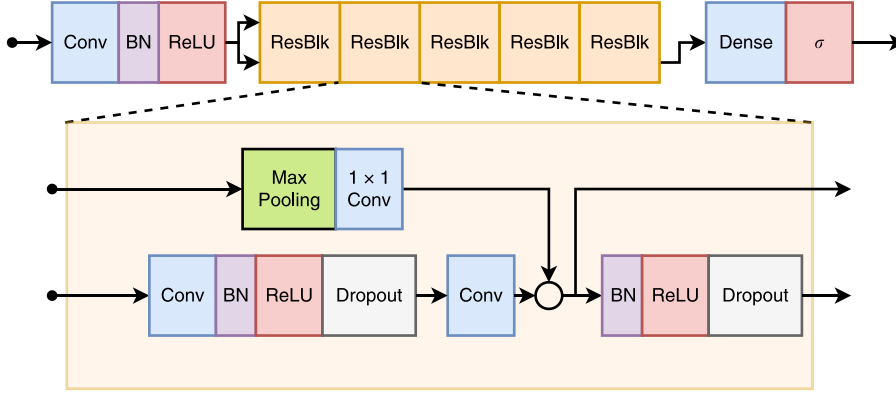 Conv BN ReLU ResBlk ResBlk ResBlk ResBlk ResBlk Dense σ
Max Pooling
1 × 1 Conv
Conv BN ReLU Dropout Conv BN ReLU Dropout